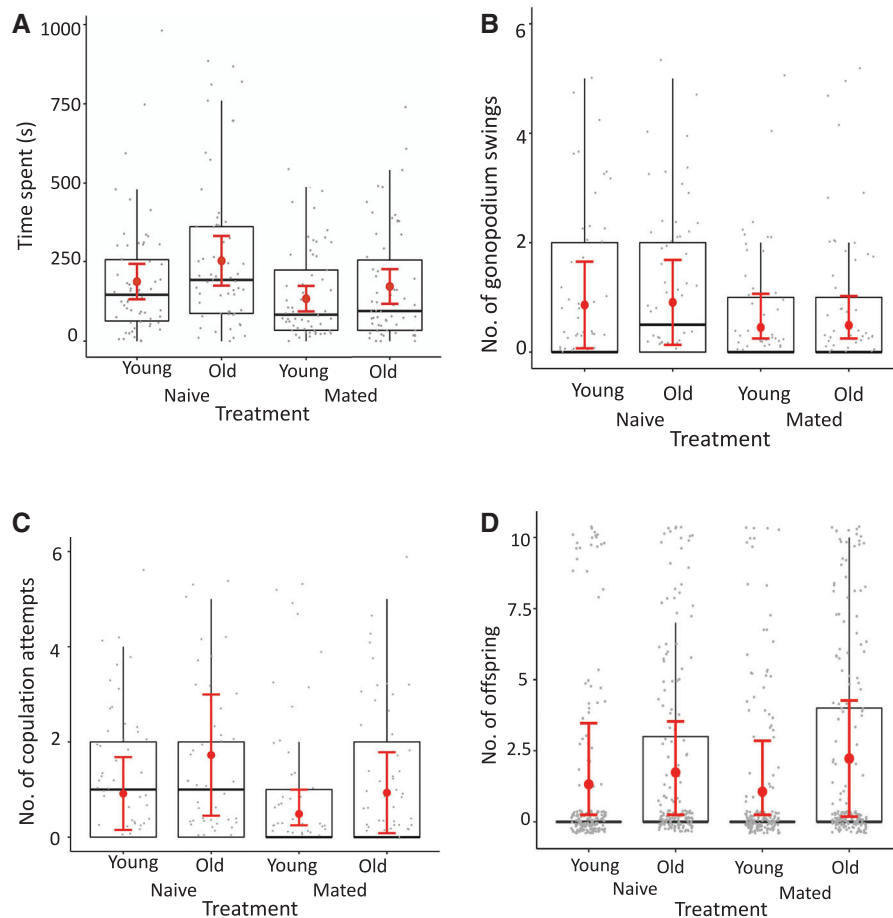 A
Time spent (s)
1000
750
500
250
0
Young Old Young Old
Naive Mated
Treatment
B
No. of gonopodium swings
6
4
2
0
Young Old Young Old
Naive Mated
Treatment
C
No. of copulation attempts
6
4
2
0
Young Old Young Old
Naive Mated
Treatment
D
No. of offspring
10
7.5
5
2.5
0
Young Old Young Old
Naive Mated
Treatment